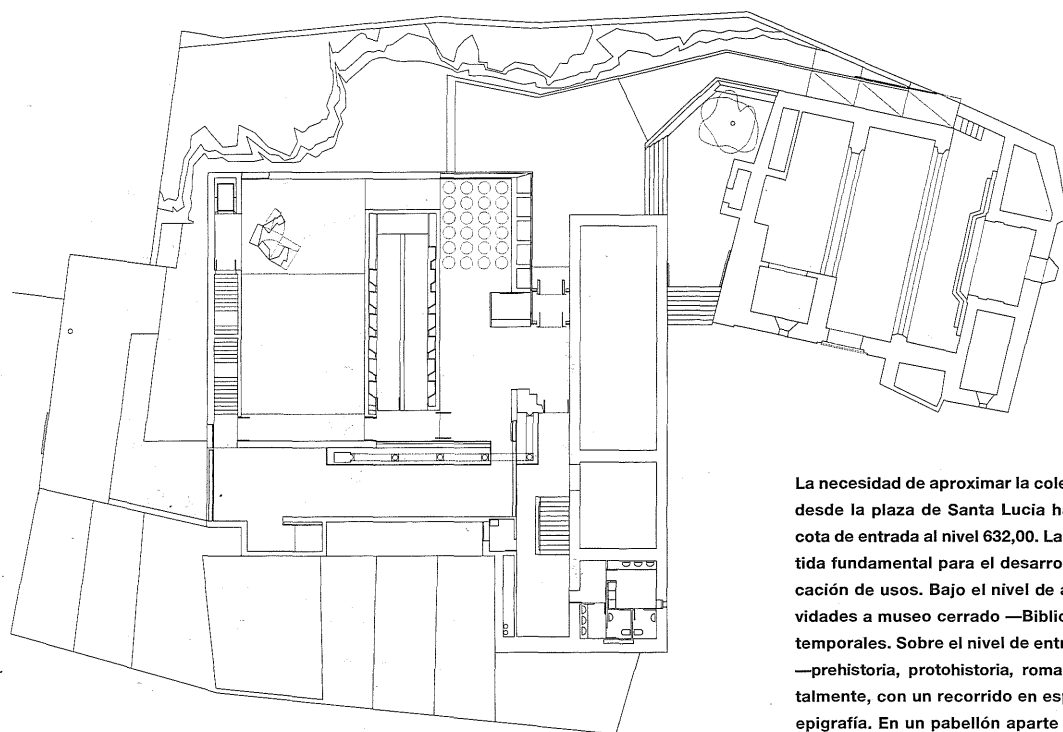 La necesidad de aproximar la cole
desde la plaza de Santa Lucía ha
cota de entrada al nivel 632,00. La
tida fundamental para el desarro
cación de usos. Bajo el nivel de a
vidades a museo cerrado —Biblio
temporales. Sobre el nivel de entr
—prehistoria, protohistoria, roma
talmente, con un recorrido en esp
epigrafía. En un pabellón aparte